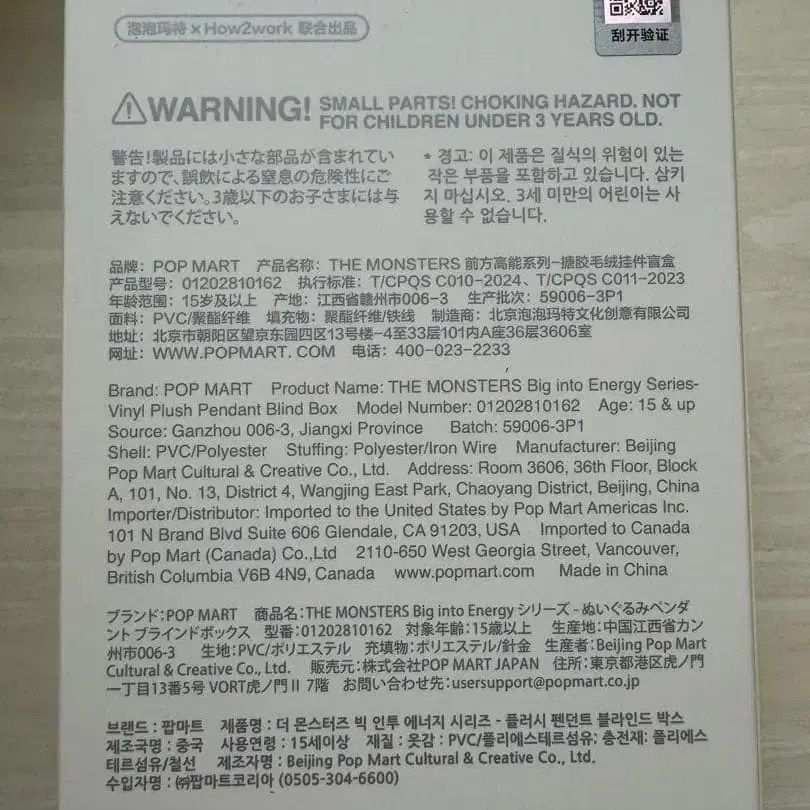 泡泡玛特 × How2work 联合出品
刮开验证
WARNING! SMALL PARTS! CHOKING HAZARD. NOT
FOR CHILDREN UNDER 3 YEARS OLD.
警告!製品には小さな部品が含まれてい
ますので、誤飲による窒息の危険性にご
注意ください。3歳以下のお子さまには与
えないでください。
* 경고: 이 제품은 질식의 위험이 있는
작은 부품을 포함하고 있습니다. 삼키
지 마십시오. 3세 미만의 어린이는 사
용할 수 없습니다.
品牌: POP MART 产品名称: THE MONSTERS 前方高能系列-搪胶毛绒挂件盲盒
产品型号: 01202810162 执行标准: T/CPQS C010-2024、T/CPQS C011-2023
年龄范围: 15岁及以上 产地: 江西省赣州市006-3 生产批次: 59006-3P1
面料: PVC/聚酯纤维 填充物: 聚酯纤维/铁线 制造商: 北京泡泡玛特文化创意有限公司
地址: 北京市朝阳区望京东园四区13号楼-4至33层101内A座36层3606室
网址: WWW.POPMART. COM 电话: 400-023-2233
Brand: POP MART Product Name: THE MONSTERS Big into Energy Series-
Vinyl Plush Pendant Blind Box Model Number: 01202810162 Age: 15 & up
Source: Ganzhou 006-3, Jiangxi Province Batch: 59006-3P1
Shell: PVC/Polyester Stuffing: Polyester/Iron Wire Manufacturer: Beijing
Pop Mart Cultural & Creative Co., Ltd. Address: Room 3606, 36th Floor, Block
A, 101, No. 13, District 4, Wangjing East Park, Chaoyang District, Beijing, China
Importer/Distributor: Imported to the United States by Pop Mart Americas Inc.
101 N Brand Blvd Suite 606 Glendale, CA 91203, USA Imported to Canada
by Pop Mart (Canada) Co.,Ltd 2110-650 West Georgia Street, Vancouver,
British Columbia V6B 4N9, Canada www.popmart.com Made in China
ブランド:POP MART 商品名:THE MONSTERS Big into Energy シリーズ - ぬいぐるみペンダ
ント ブラインドボックス 型番:01202810162 対象年齢:15歳以上 生産地:中国江西省カン
州市006-3 生地:PVC/ポリエステル 充填物:ポリエステル/針金 生産者:Beijing Pop Mart
Cultural & Creative Co., Ltd. 販売元:株式会社POP MART JAPAN 住所:東京都港区虎ノ門
一丁目13番5号 VORT虎ノ門Ⅱ 7階 お問い合わせ先:usersupport@popmart.co.jp
브랜드 : 팝마트 제품명 : 더 몬스터즈 빅 인투 에너지 시리즈 - 플러시 펜던트 블라인드 박스
제조국명 : 중국 사용연령 : 15세이상 재질 : 옷감 : PVC/폴리에스테르섬유; 충전재: 폴리에스
테르섬유/철선 제조자명 : Beijing Pop Mart Cultural & Creative Co., Ltd.
수입자명 : ㈜팝마트코리아 (0505-304-6600)